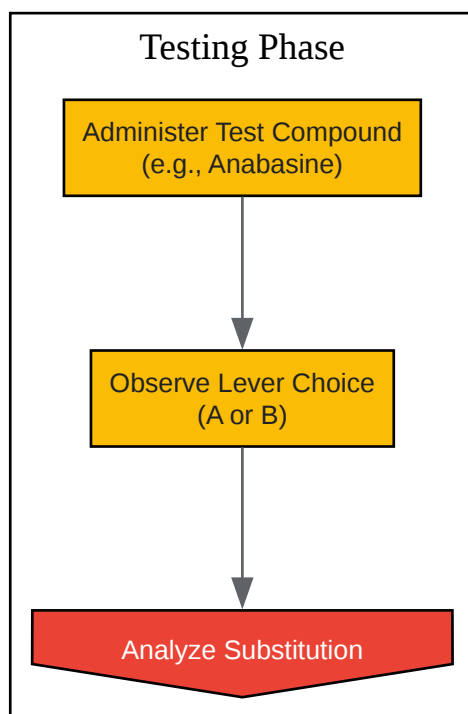 Testing Phase
Administer Test Compound
(e.g., Anabasine)
Observe Lever Choice
(A or B)
Analyze Substitution